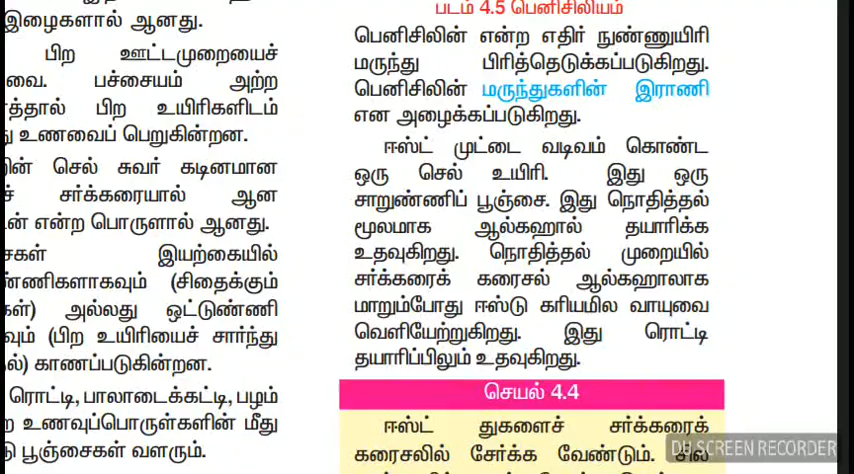 இழைகளால் ஆனது.
பிற ஊட்டமுறையைச்
பச்சையம் அற்ற
பிற உயிரிகளிடம்
உணவைப் பெறுகின்றன.
செல் சுவர் கடினமான
சர்க்கரையால் ஆன
என்ற பொருளால் ஆனது.
இயற்கையில்
(சிதைக்கும்
அல்லது ஒட்டுண்ணி
(பிற உயிரியைச் சார்ந்து
காணப்படுகின்றன.
ரொட்டி, பாலாடைக்கட்டி, பழம்
உணவுப்பொருள்களின் மீது
பூஞ்சைகள் வளரும்.
படம் 4.5 பெனிசிலியம்
பெனிசிலின் என்ற எதிர் நுண்ணுயிரி
மருந்து பிரித்தெடுக்கப்படுகிறது.
பெனிசிலின் மருந்துகளின் இராணி
என அழைக்கப்படுகிறது.
ஈஸ்ட் முட்டை வடிவம் கொண்ட
ஒரு செல் உயிரி. இது ஒரு
சாறுண்ணிப் பூஞ்சை. இது நொதித்தல்
மூலமாக ஆல்கஹால் தயாரிக்க
உதவுகிறது. நொதித்தல் முறையில்
சர்க்கரைக் கரைசல் ஆல்கஹாலாக
மாறும்போது ஈஸ்டு கரியமில வாயுவை
வெளியேற்றுகிறது. இது ரொட்டி
தயாரிப்பிலும் உதவுகிறது.
செயல் 4.4
ஈஸ்ட் துகளைச் சர்க்கரைக்
கரைசலில் சேர்க்க வேண்டும். சில
DU SCREEN RECORDER